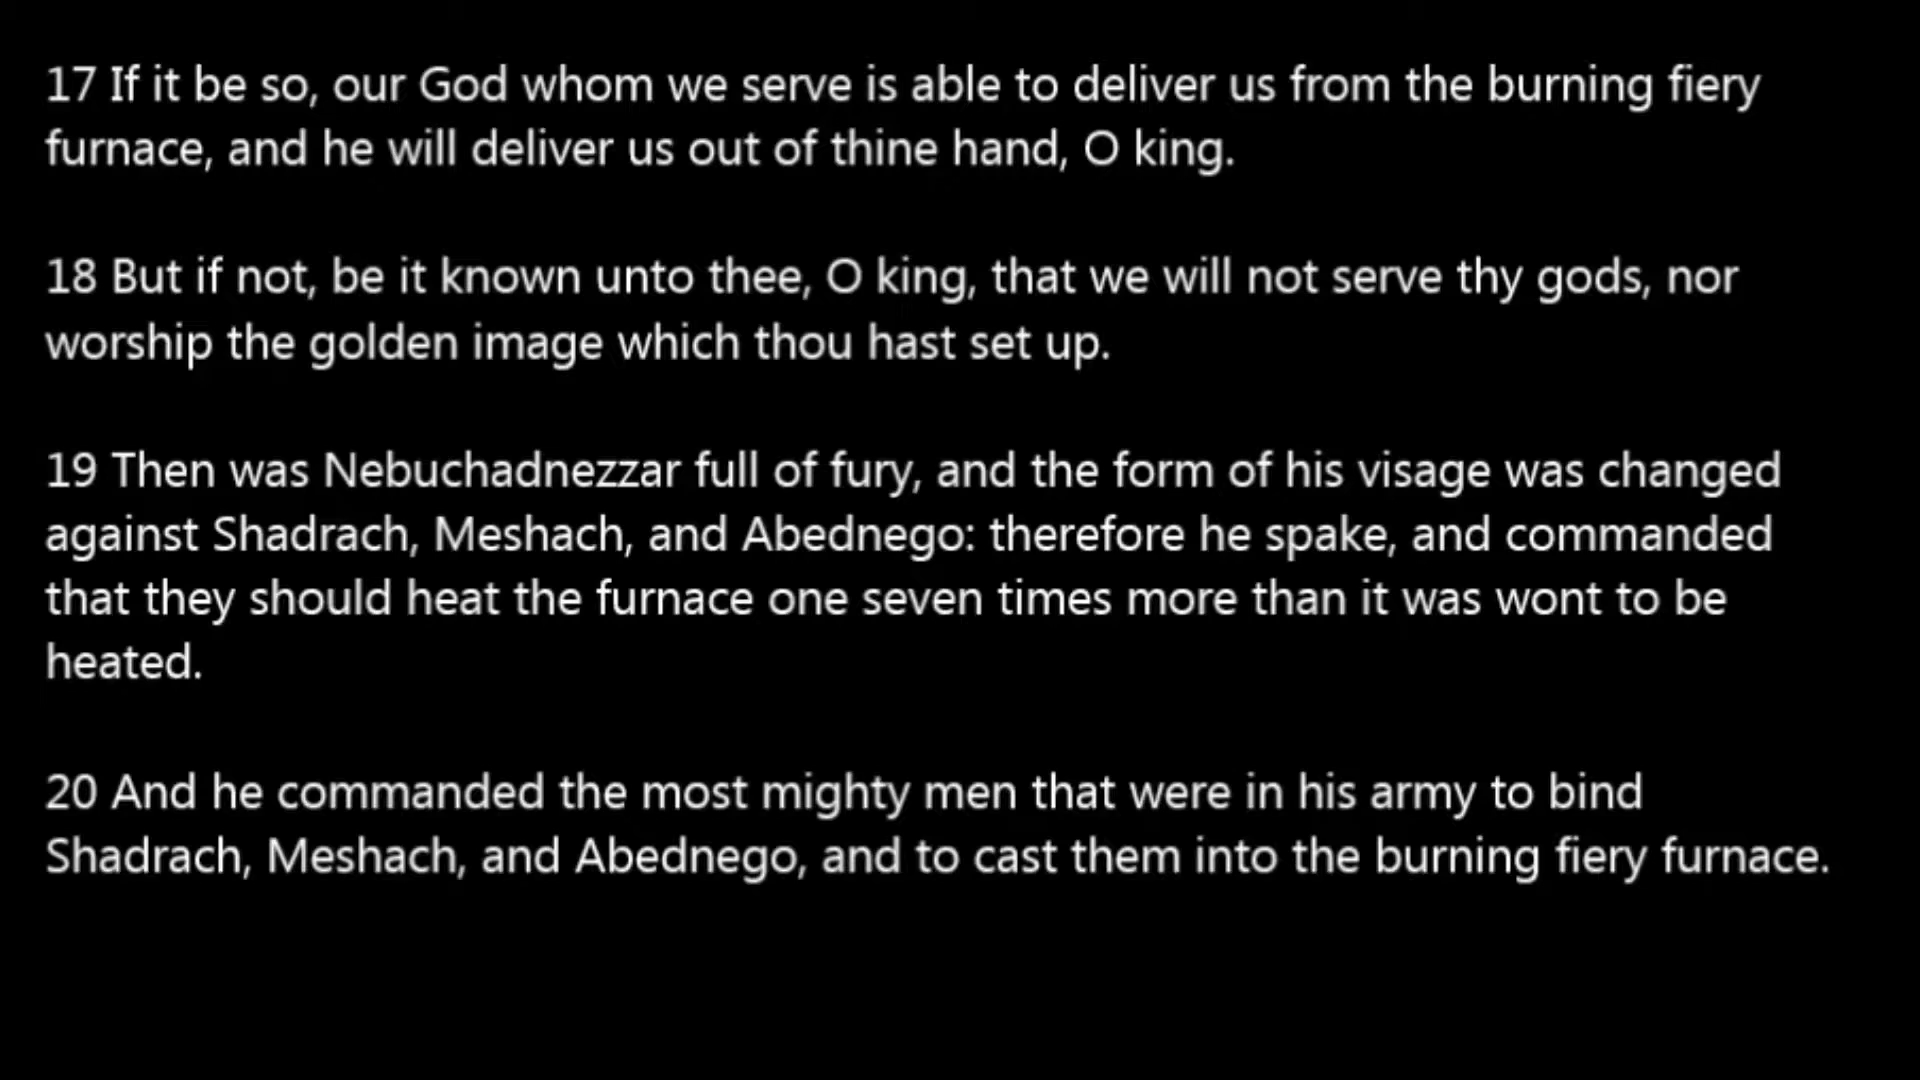 17 If it be so, our God whom we serve is able to deliver us from the burning fiery
furnace, and he will deliver us out of thine hand, O king.
18 But if not, be it known unto thee, O king, that we will not serve thy gods, nor
worship the golden image which thou hast set up.
19 Then was Nebuchadnezzar full of fury, and the form of his visage was changed
against Shadrach, Meshach, and Abednego: therefore he spake, and commanded
that they should heat the furnace one seven times more than it was wont to be
heated.
20 And he commanded the most mighty men that were in his army to bind
Shadrach, Meshach, and Abednego, and to cast them into the burning fiery furnace.